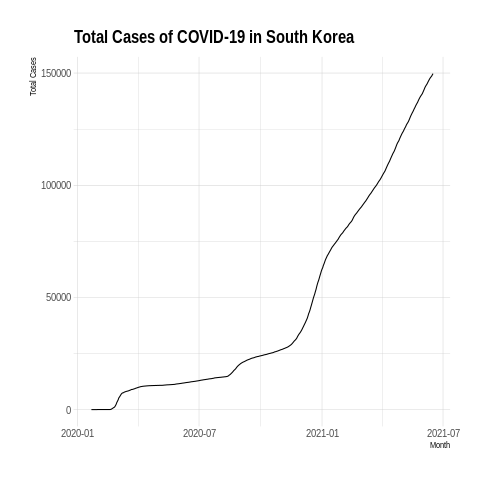 Total Cases of COVID-19 in South Korea
Total Cases
150000
100000
50000
0
2020-01 2020-07 2021-01 2021-07
Month